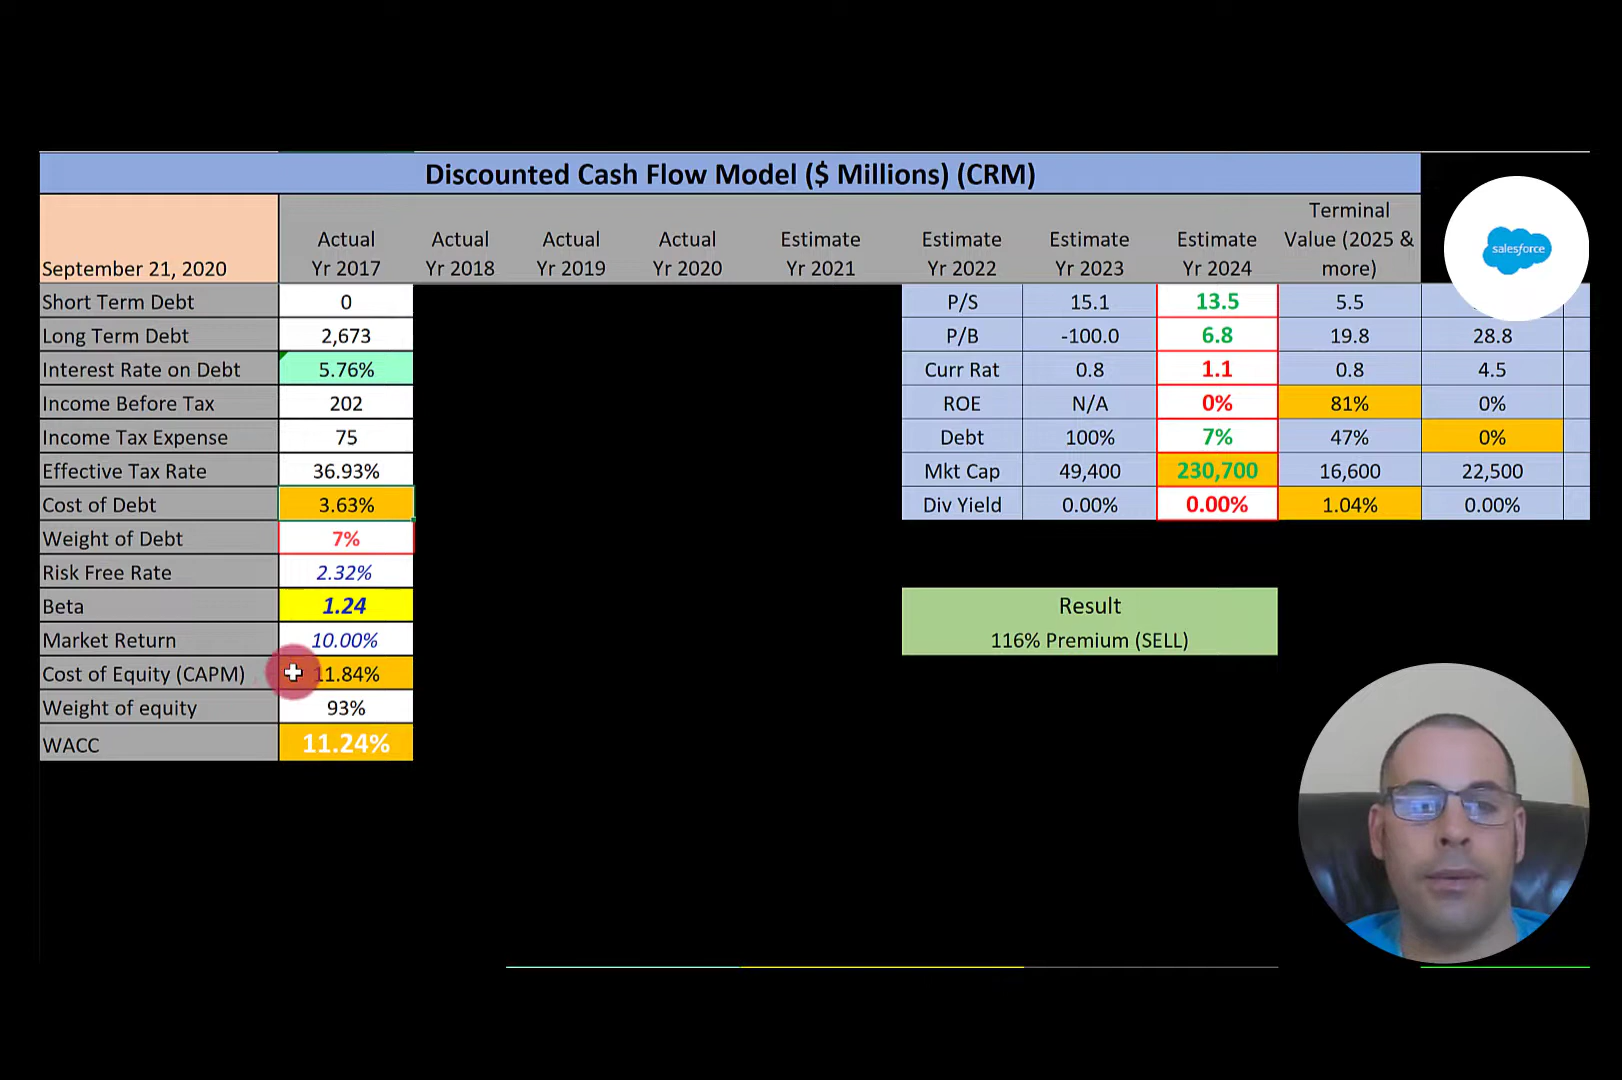 Discounted Cash Flow Model ($ Millions) (CRM)
September 21, 2020
Actual
Yr 2017
Actual
Yr 2018
Actual
Yr 2019
Actual
Yr 2020
Estimate
Yr 2021
Estimate
Yr 2022
Estimate
Yr 2023
Estimate
Yr 2024
Terminal
Value (2025 &
more)
salesforce
Short Term Debt 0
Long Term Debt 2,673
Interest Rate on Debt 5.76%
Income Before Tax 202
Income Tax Expense 75
Effective Tax Rate 36.93%
Cost of Debt 3.63%
Weight of Debt 7%
Risk Free Rate 2.32%
Beta 1.24
Market Return 10.00%
Cost of Equity (CAPM) 11.84%
Weight of equity 93%
WACC 11.24%
P/S 15.1 13.5 5.5
P/B -100.0 6.8 19.8 28.8
Curr Rat 0.8 1.1 0.8 4.5
ROE N/A 0% 81% 0%
Debt 100% 7% 47% 0%
Mkt Cap 49,400 230,700 16,600 22,500
Div Yield 0.00% 0.00% 1.04% 0.00%
Result
116% Premium (SELL)